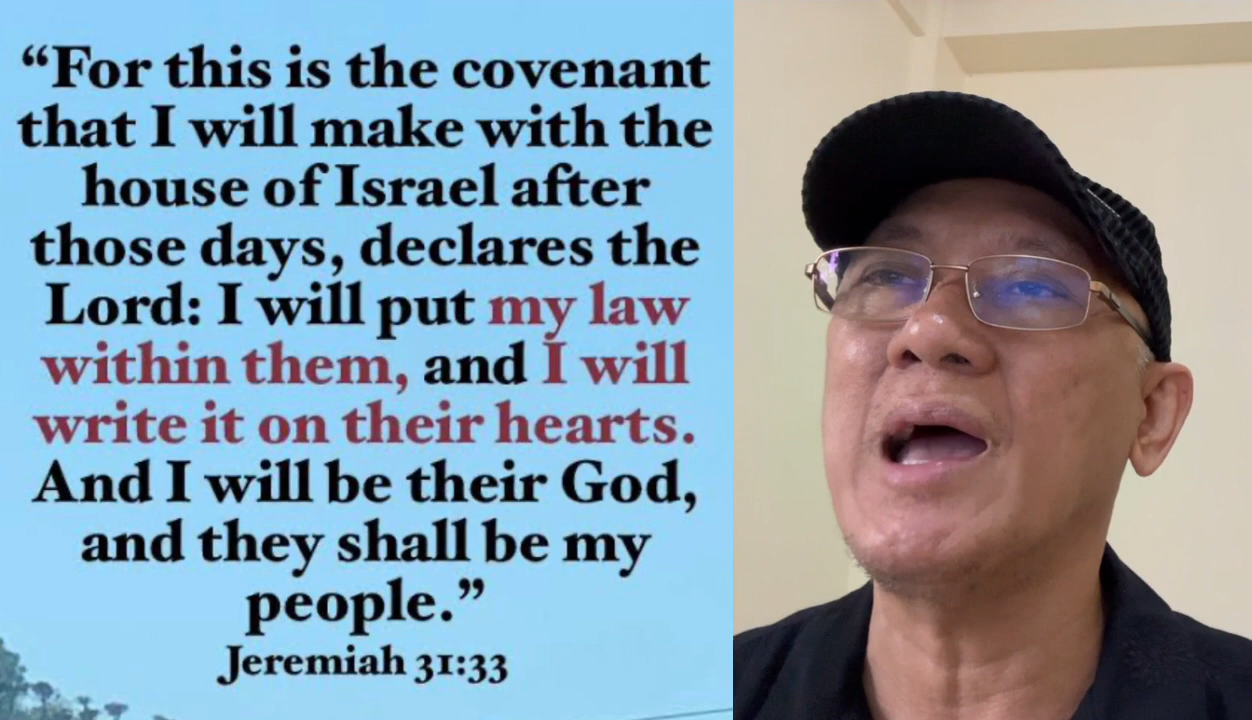 “For this is the covenant
that I will make with the
house of Israel after
those days, declares the
Lord: I will put my law
within them, and I will
write it on their hearts.
And I will be their God,
and they shall be my
people.”
Jeremiah 31:33